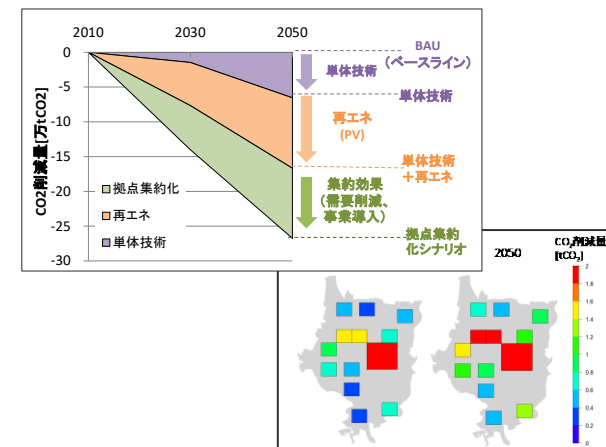 2010
2030
2050
0
-5
-10
-15
-20
-25
-30
CO2削減量[万tCO2]
拠点集約化
再エネ
単体技術
単体技術
再エネ
(PV)
集約効果
(需要削減、
事業導入)
BAU
(ベースライン)
単体技術
単体技術
+再エネ
拠点集約
化シナリオ
2050
CO₂削減量
[tCO₂]
2
1.8
1.6
1.4
1.2
1
0.8
0.6
0.4
0.2
0